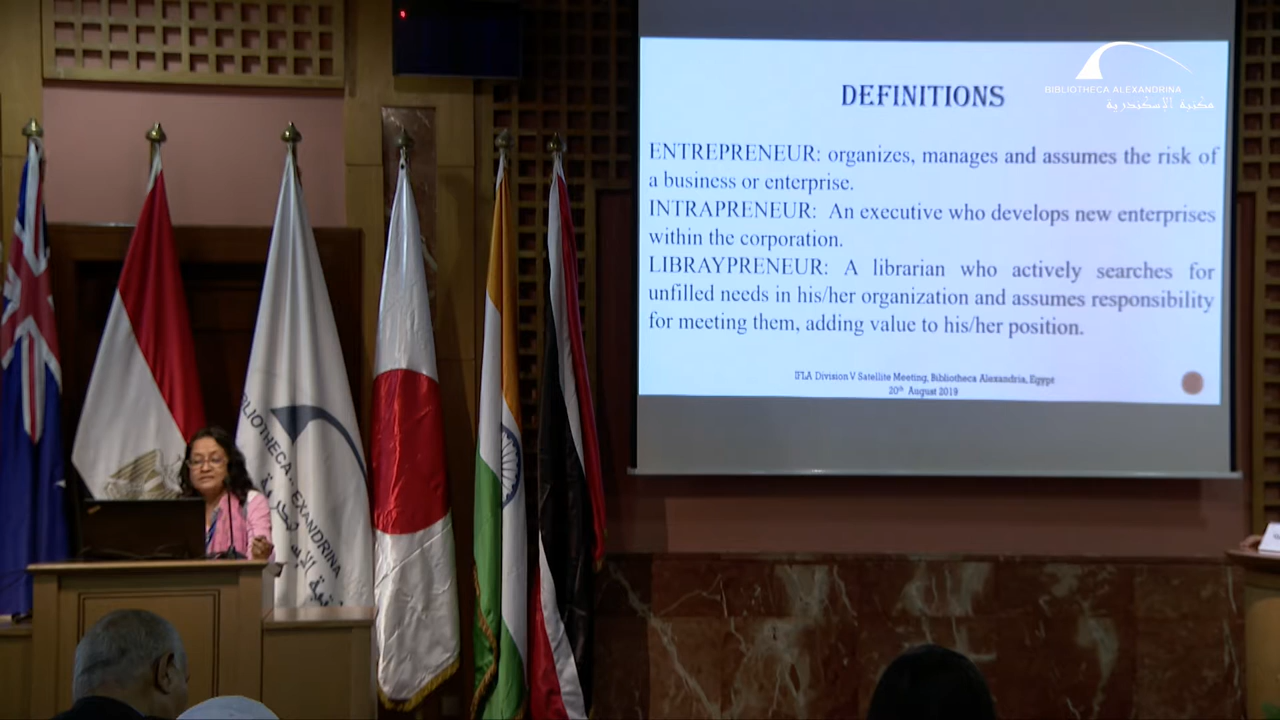 BIBLIOTHECA ALEXANDRINA
مكتبة الإسكندرية
DEFINITIONS
ENTREPRENEUR: organizes, manages and assumes the risk of
a business or enterprise.
INTRAPRENEUR: An executive who develops new enterprises
within the corporation.
LIBRAYPRENEUR: A librarian who actively searches for
unfilled needs in his/her organization and assumes responsibility
for meeting them, adding value to his/her position.
IFLA Division V Satellite Meeting, Bibliotheca Alexandria, Egypt
20th August 2019